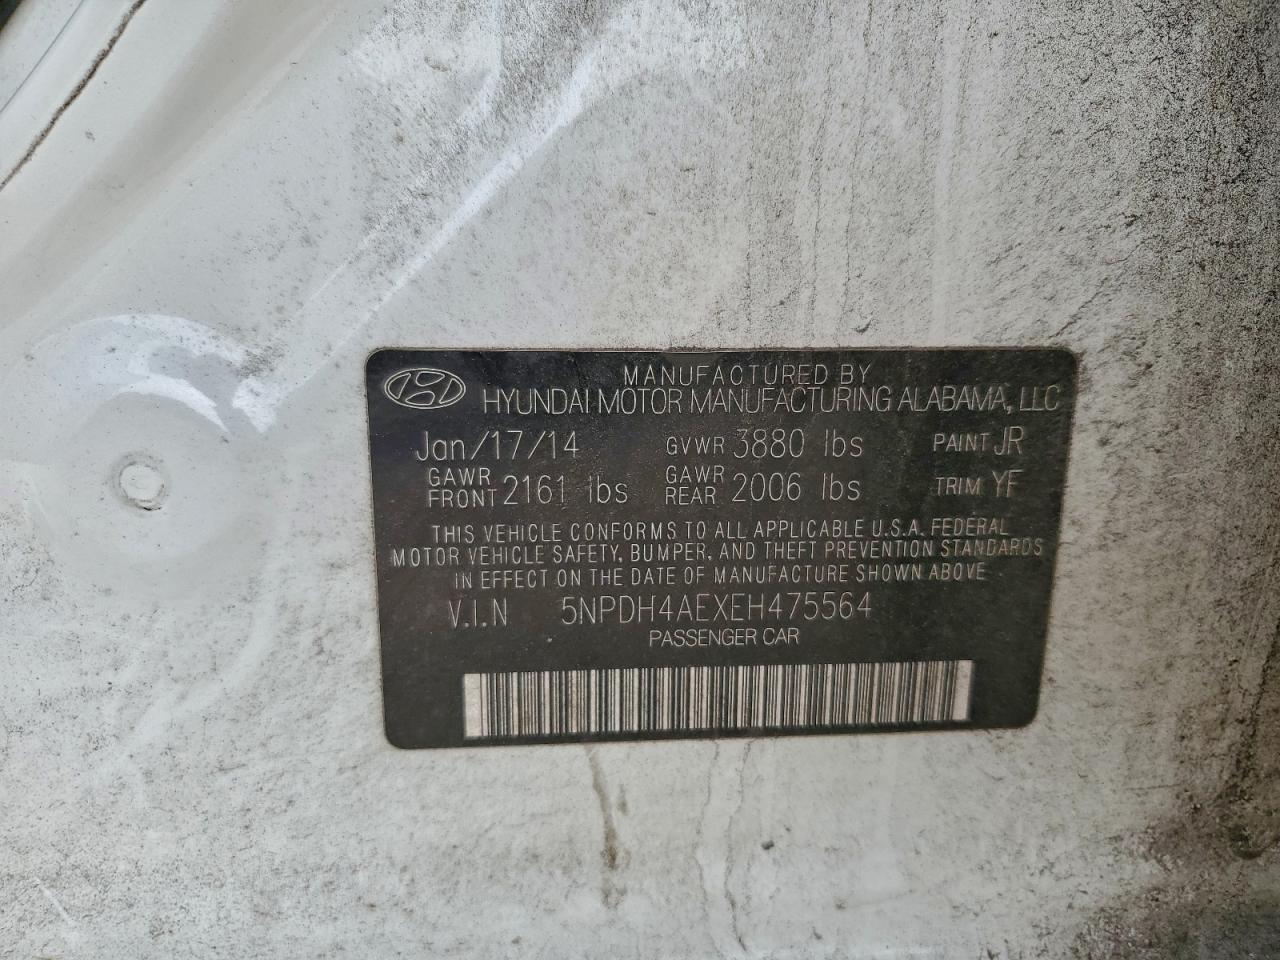 MANUFACTURED BY
HYUNDAI MOTOR MANUFACTURING ALABAMA, LLC
Jan/17/14 GVWR 3880 lbs PAINT JR
GAWR FRONT 2161 lbs GAWR REAR 2006 lbs TRIM YF
THIS VEHICLE CONFORMS TO ALL APPLICABLE U.S.A. FEDERAL
MOTOR VEHICLE SAFETY, BUMPER, AND THEFT PREVENTION STANDARDS
IN EFFECT ON THE DATE OF MANUFACTURE SHOWN ABOVE
V.I.N 5NPDH4AEXEH475564
PASSENGER CAR